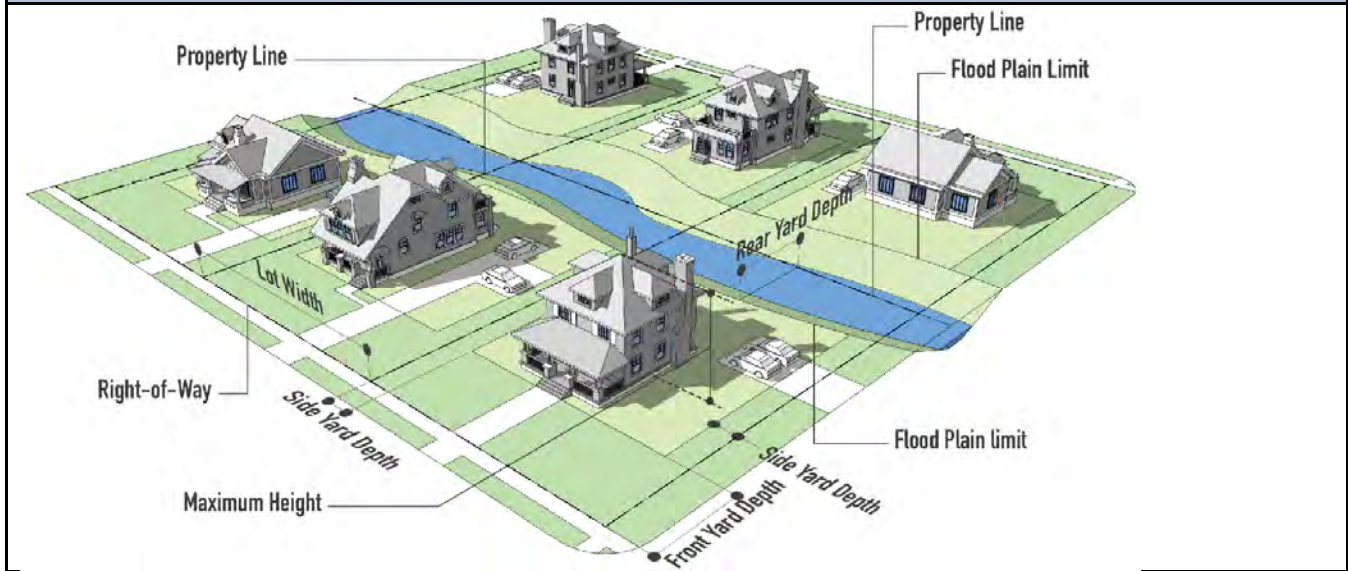 Property Line
Property Line
Flood Plain Limit
Rear Yard Depth
Lot Width
Right-of-Way
Side Yard Depth
Flood Plain limit
Side Yard Depth
Maximum Height
Front Yard Depth